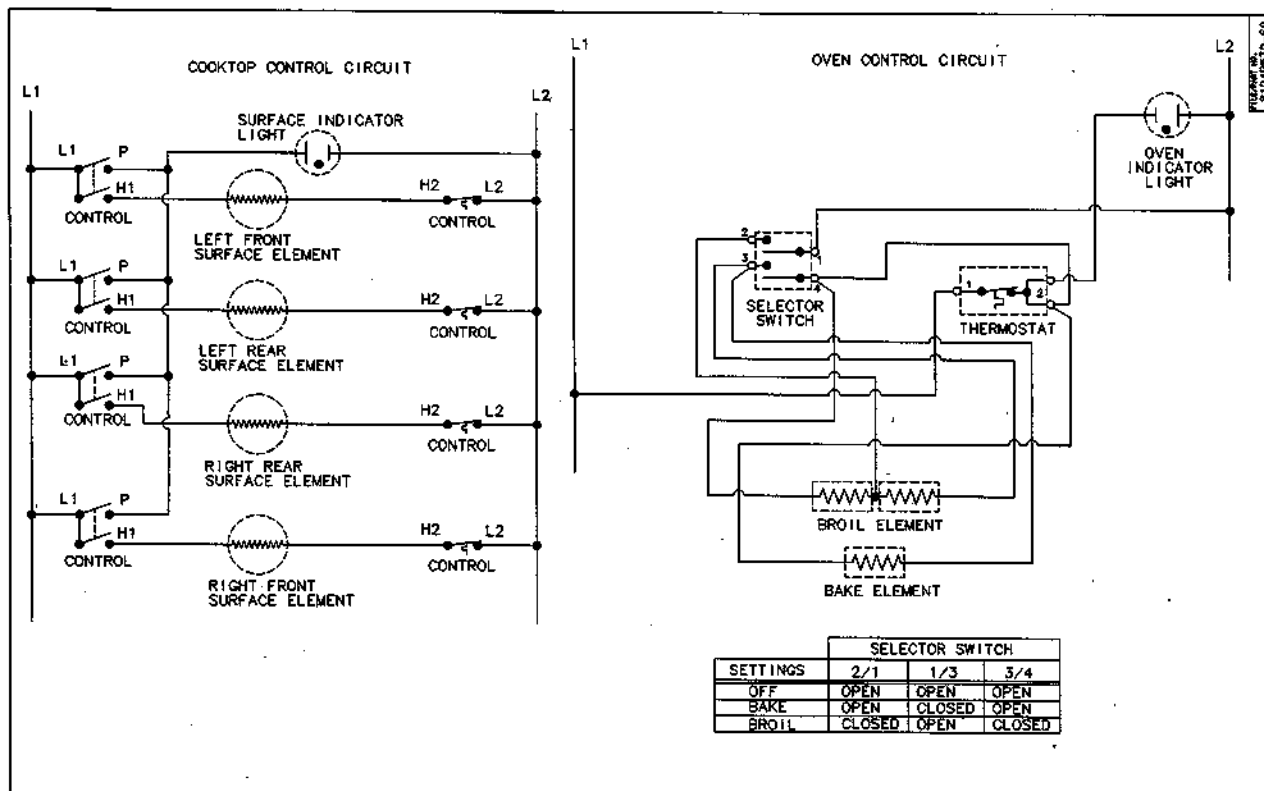 COOKTOP CONTROL CIRCUIT
L1
L2
SURFACE INDICATOR
LIGHT
L1
P
H1
CONTROL
H2
L2
CONTROL
LEFT FRONT
SURFACE ELEMENT
L1
P
H1
CONTROL
H2
L2
CONTROL
LEFT REAR
SURFACE ELEMENT
L1
P
H1
CONTROL
H2
L2
CONTROL
RIGHT REAR
SURFACE ELEMENT
L1
P
H1
CONTROL
H2
L2
CONTROL
RIGHT FRONT
SURFACE ELEMENT
L1
OVEN CONTROL CIRCUIT
L2
OVEN
INDICATOR
LIGHT
2
1
3
4
SELECTOR
SWITCH
1
2
THERMOSTAT
BROIL ELEMENT
BAKE ELEMENT
SELECTOR SWITCH
SETTINGS 2/1 1/3 3/4
OFF OPEN OPEN OPEN
BAKE OPEN CLOSED OPEN
BROIL CLOSED OPEN CLOSED